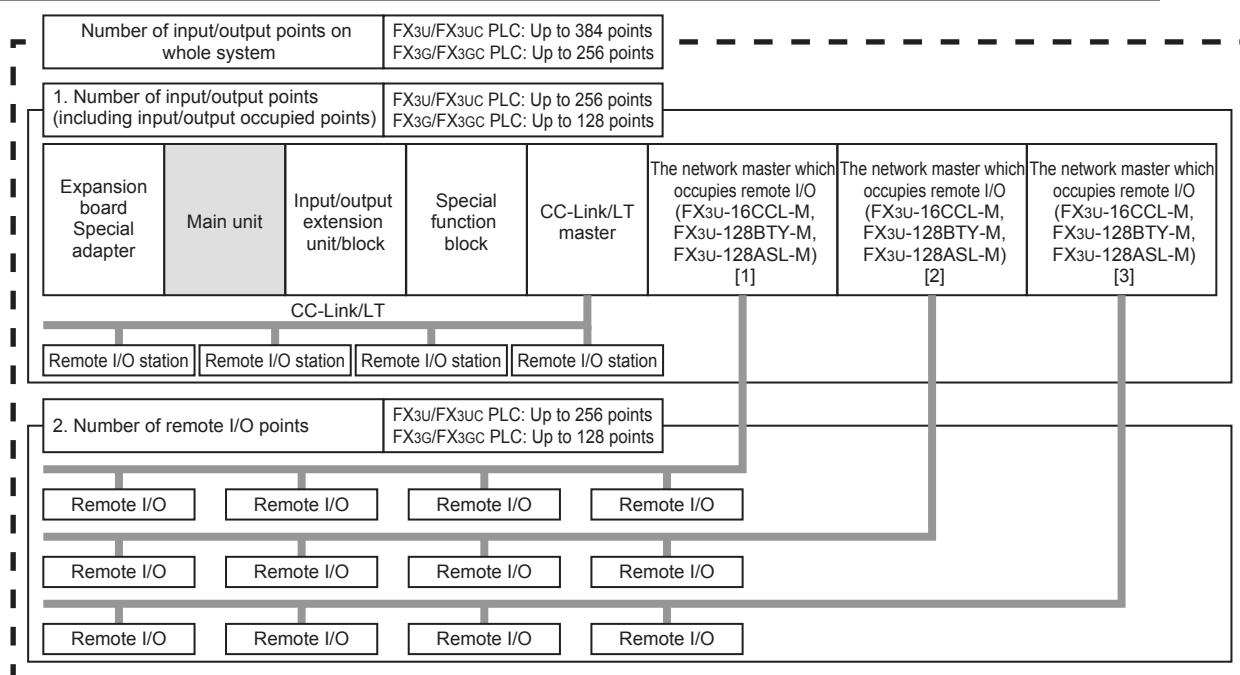 Number of input/output points on
whole system
FX3U/FX3UC PLC: Up to 384 points
FX3G/FX3GC PLC: Up to 256 points
1. Number of input/output points
(including input/output occupied points)
FX3U/FX3UC PLC: Up to 256 points
FX3G/FX3GC PLC: Up to 128 points
Expansion
board
Special
adapter
Main unit
Input/output
extension
unit/block
Special
function
block
CC-Link/LT
master
The network master which
occupies remote I/O
(FX3U-16CCL-M,
FX3U-128BTY-M,
FX3U-128ASL-M)
[1]
The network master which
occupies remote I/O
(FX3U-16CCL-M,
FX3U-128BTY-M,
FX3U-128ASL-M)
[2]
The network master which
occupies remote I/O
(FX3U-16CCL-M,
FX3U-128BTY-M,
FX3U-128ASL-M)
[3]
CC-Link/LT
Remote I/O station
Remote I/O station
Remote I/O station
Remote I/O station
2. Number of remote I/O points
FX3U/FX3UC PLC: Up to 256 points
FX3G/FX3GC PLC: Up to 128 points
Remote I/O
Remote I/O
Remote I/O
Remote I/O
Remote I/O
Remote I/O
Remote I/O
Remote I/O
Remote I/O
Remote I/O
Remote I/O
Remote I/O